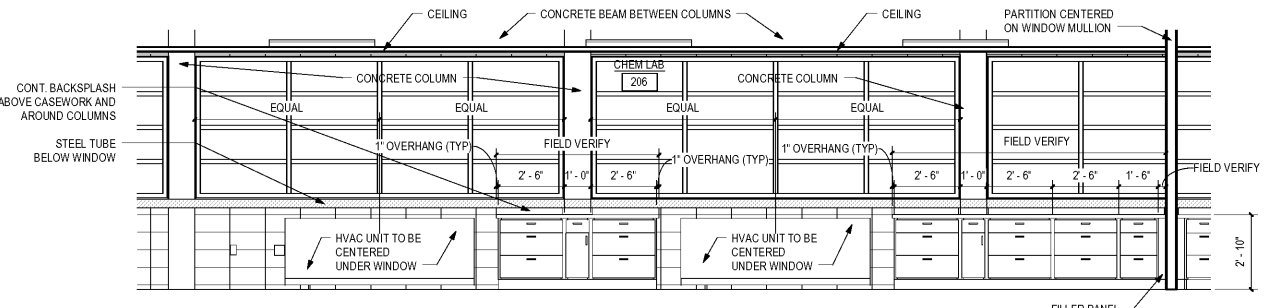 CEILING
CONCRETE BEAM BETWEEN COLUMNS
CEILING
PARTITION CENTERED
ON WINDOW MULLION
CHEM LAB
206
CONCRETE COLUMN
CONCRETE COLUMN
CONT. BACKSPLASH
ABOVE CASEWORK AND
AROUND COLUMNS
EQUAL
EQUAL
EQUAL
EQUAL
STEEL TUBE
BELOW WINDOW
1" OVERHANG (TYP)
FIELD VERIFY
1" OVERHANG (TYP)
1" OVERHANG (TYP)
FIELD VERIFY
FIELD VERIFY
2' - 6"
1' - 0"
2' - 6"
2' - 6"
1' - 0"
2' - 6"
2' - 6"
1' - 6"
HVAC UNIT TO BE
CENTERED
UNDER WINDOW
HVAC UNIT TO BE
CENTERED
UNDER WINDOW
2' - 10"
FILLER PANEL